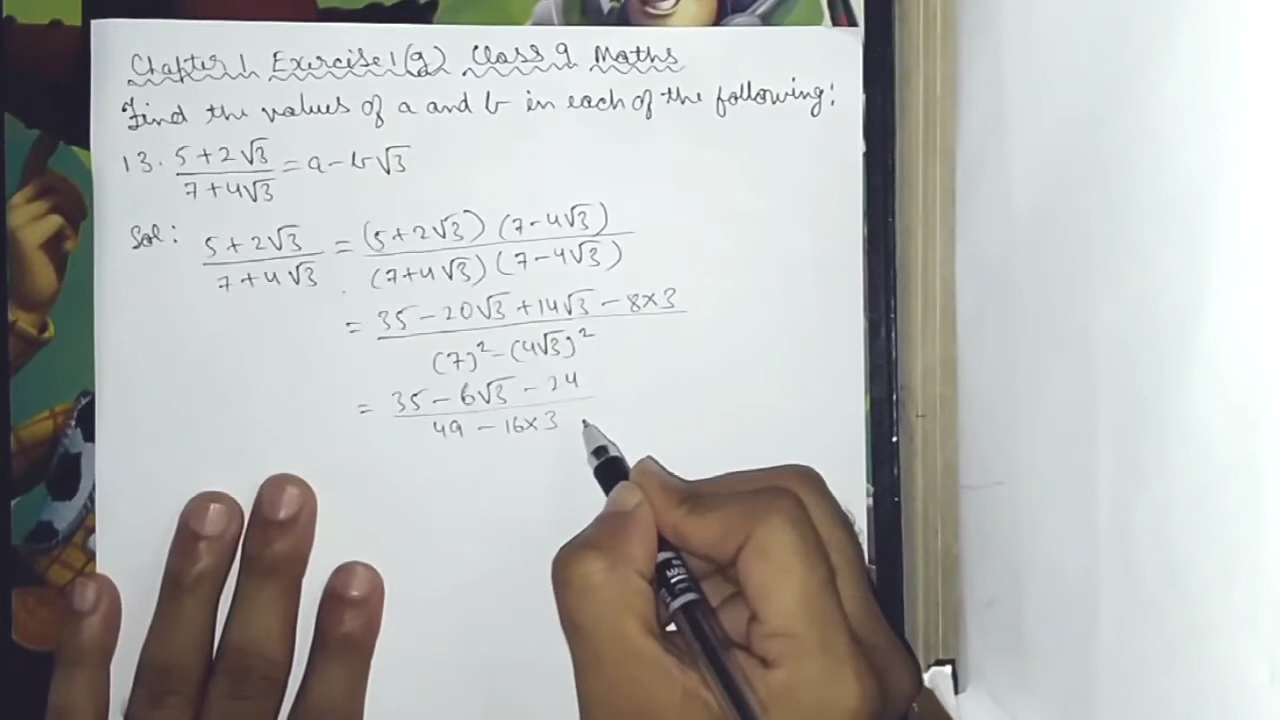 Chapter 1 Exercise 1(g) Class 9 Maths
Find the values of a and b in each of the following:
13. (5+2√3)/(7+4√3) = a-b√3
Sol: (5+2√3)/(7+4√3) = (5+2√3)(7-4√3)/(7+4√3)(7-4√3)
= (35-20√3+14√3-8×3)/((7)²-(4√3)²)
= (35-6√3-24)/(49-16×3)